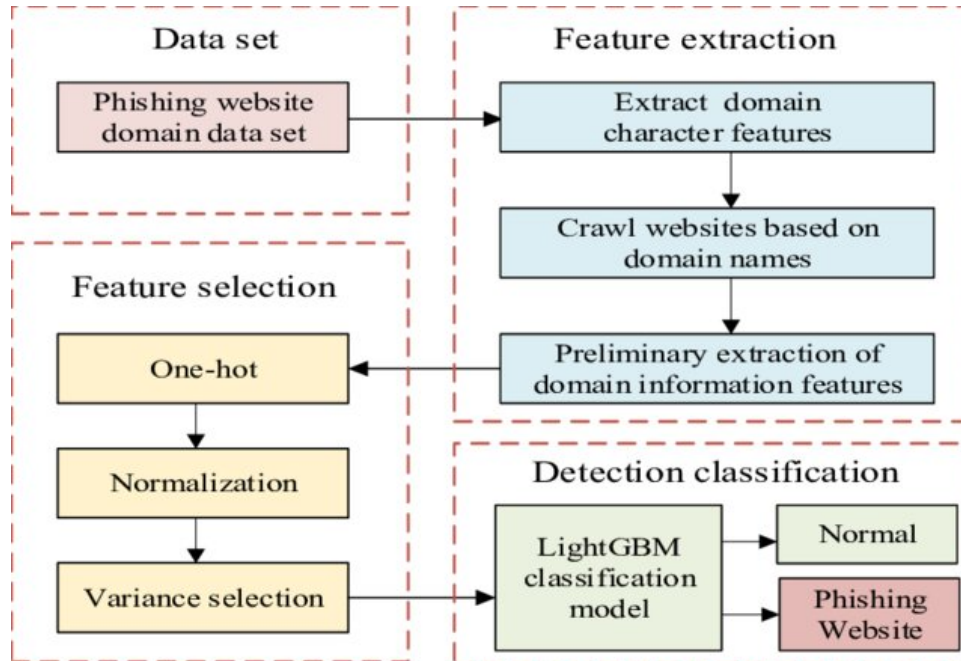 Data set
Phishing website
domain data set
Feature extraction
Extract domain
character features
Crawl websites based on
domain names
Preliminary extraction of
domain information features
Feature selection
One-hot
Normalization
Variance selection
Detection classification
LightGBM
classification
model
Normal
Phishing
Website